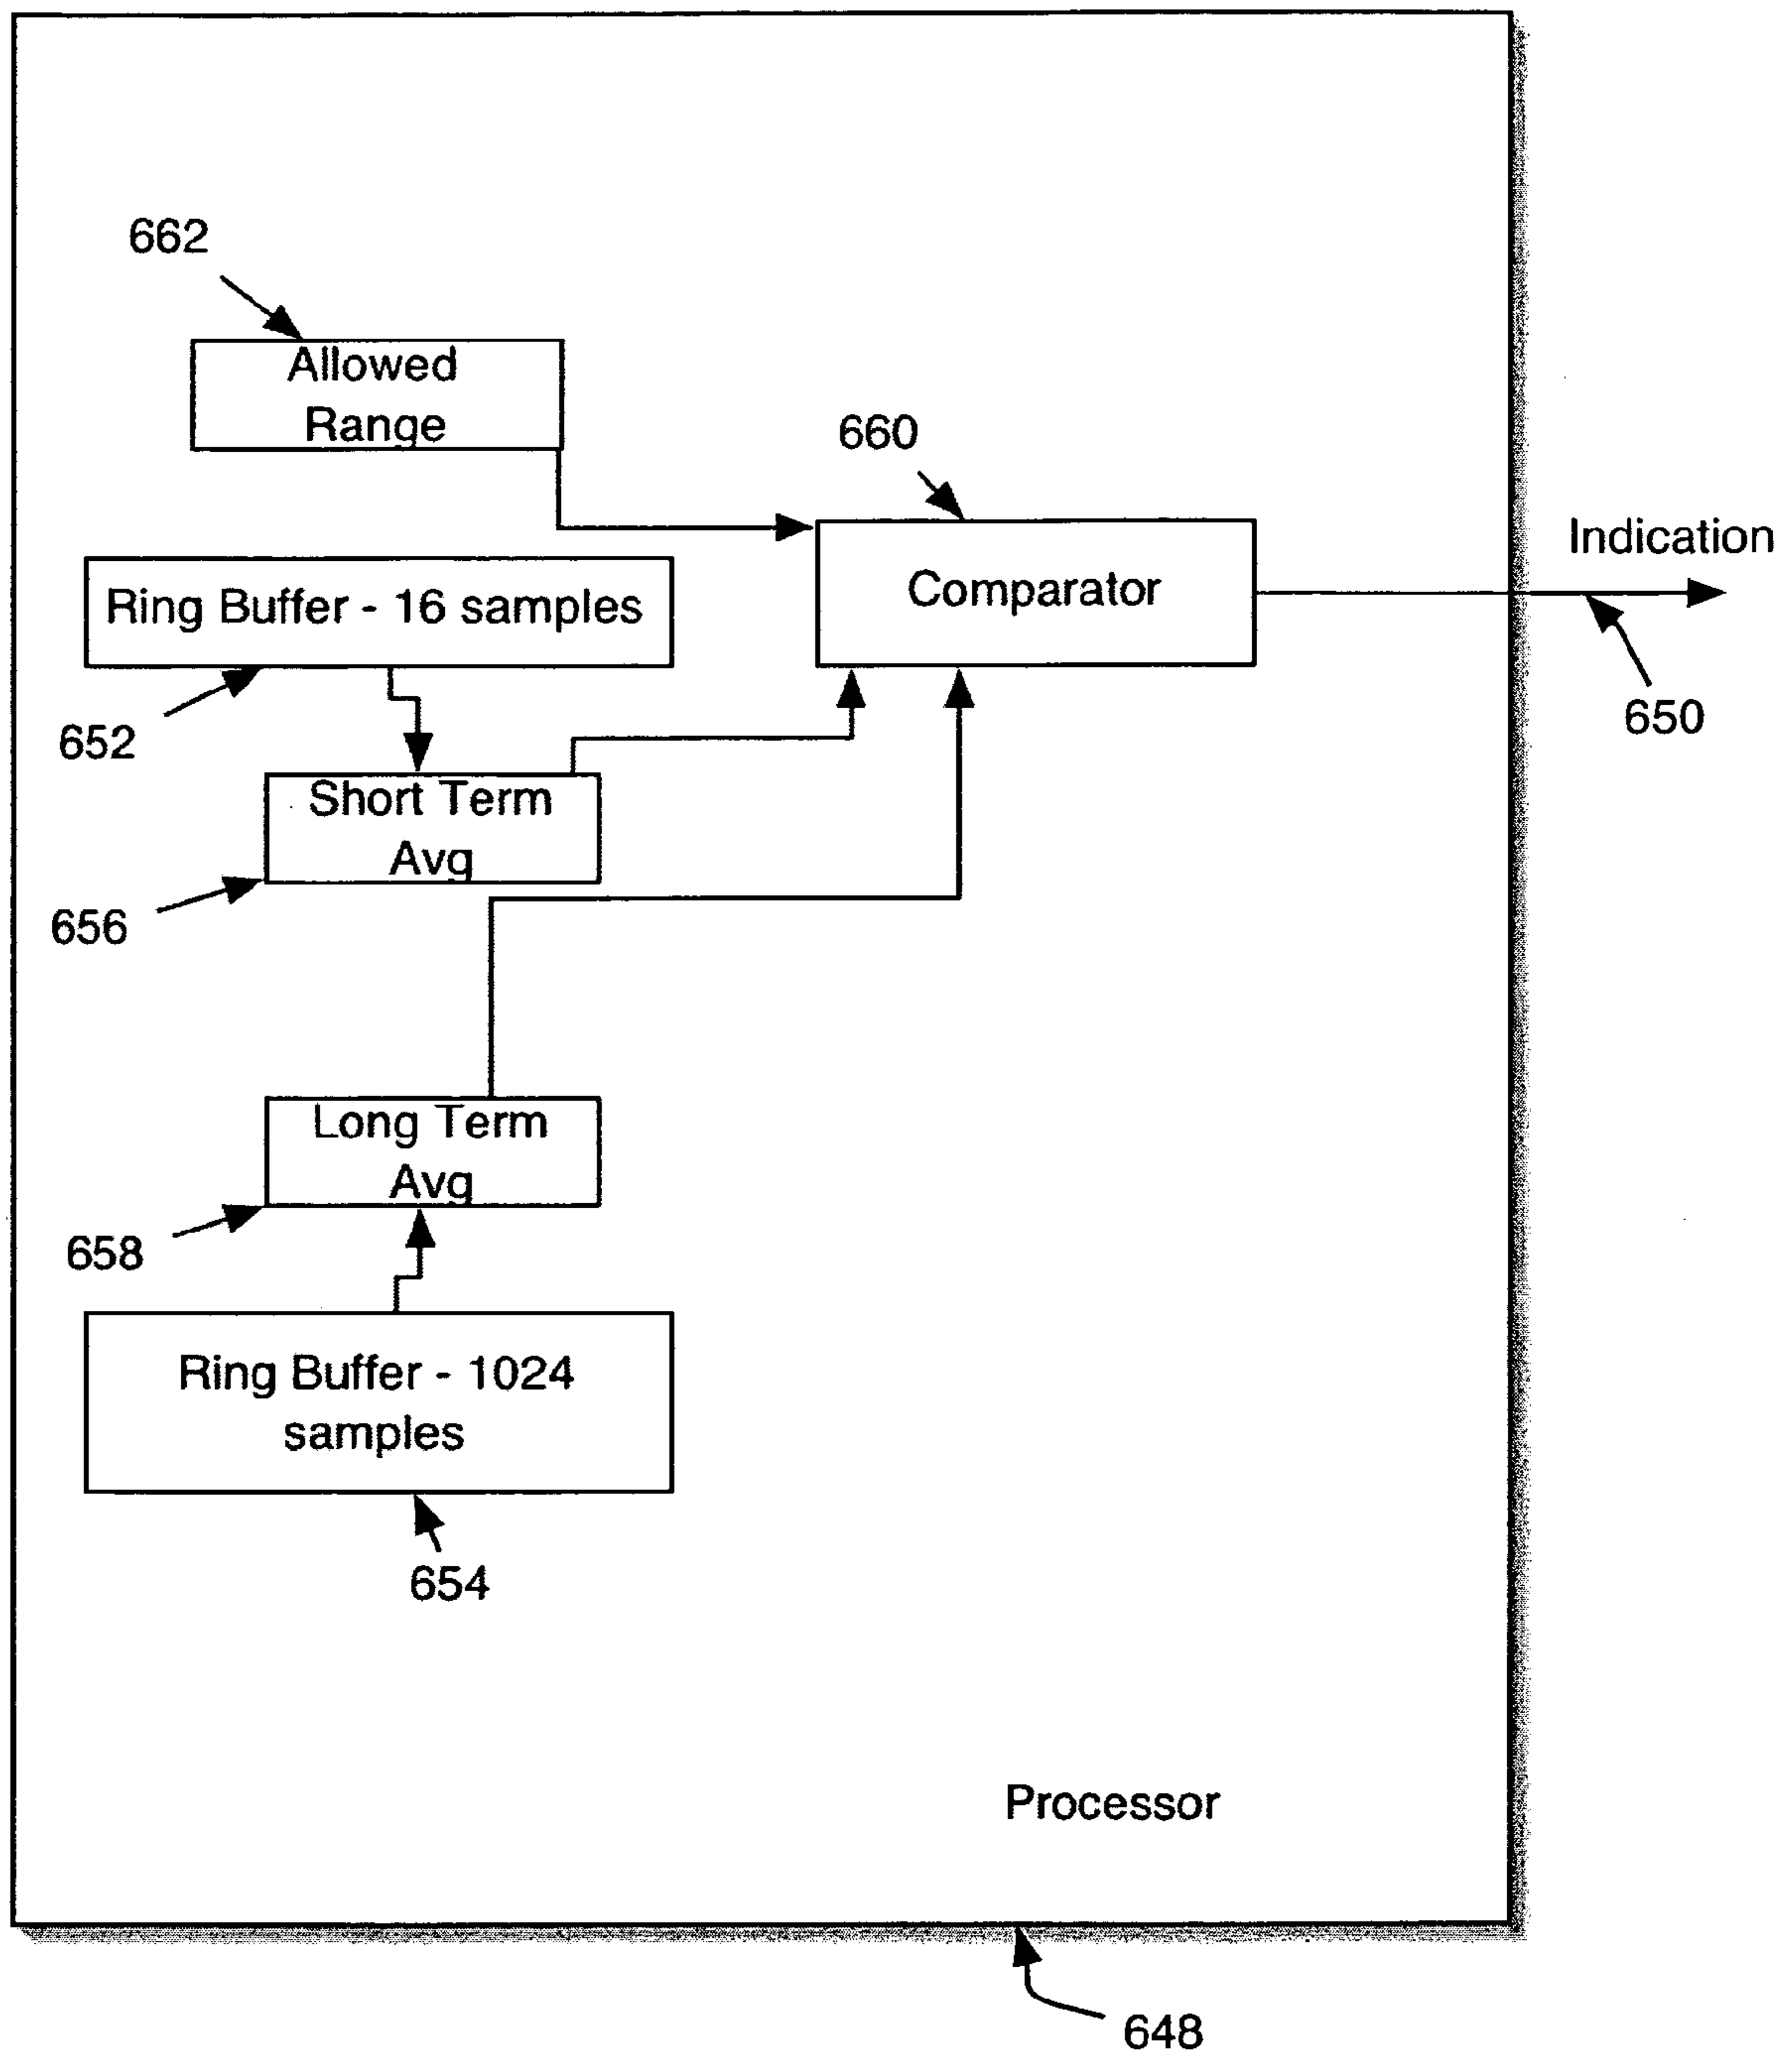 662
Allowed
Range
660
Comparator
Indication
650
Ring Buffer - 16 samples
652
Short Term
Avg
656
Long Term
Avg
658
Ring Buffer - 1024
samples
654
Processor
648